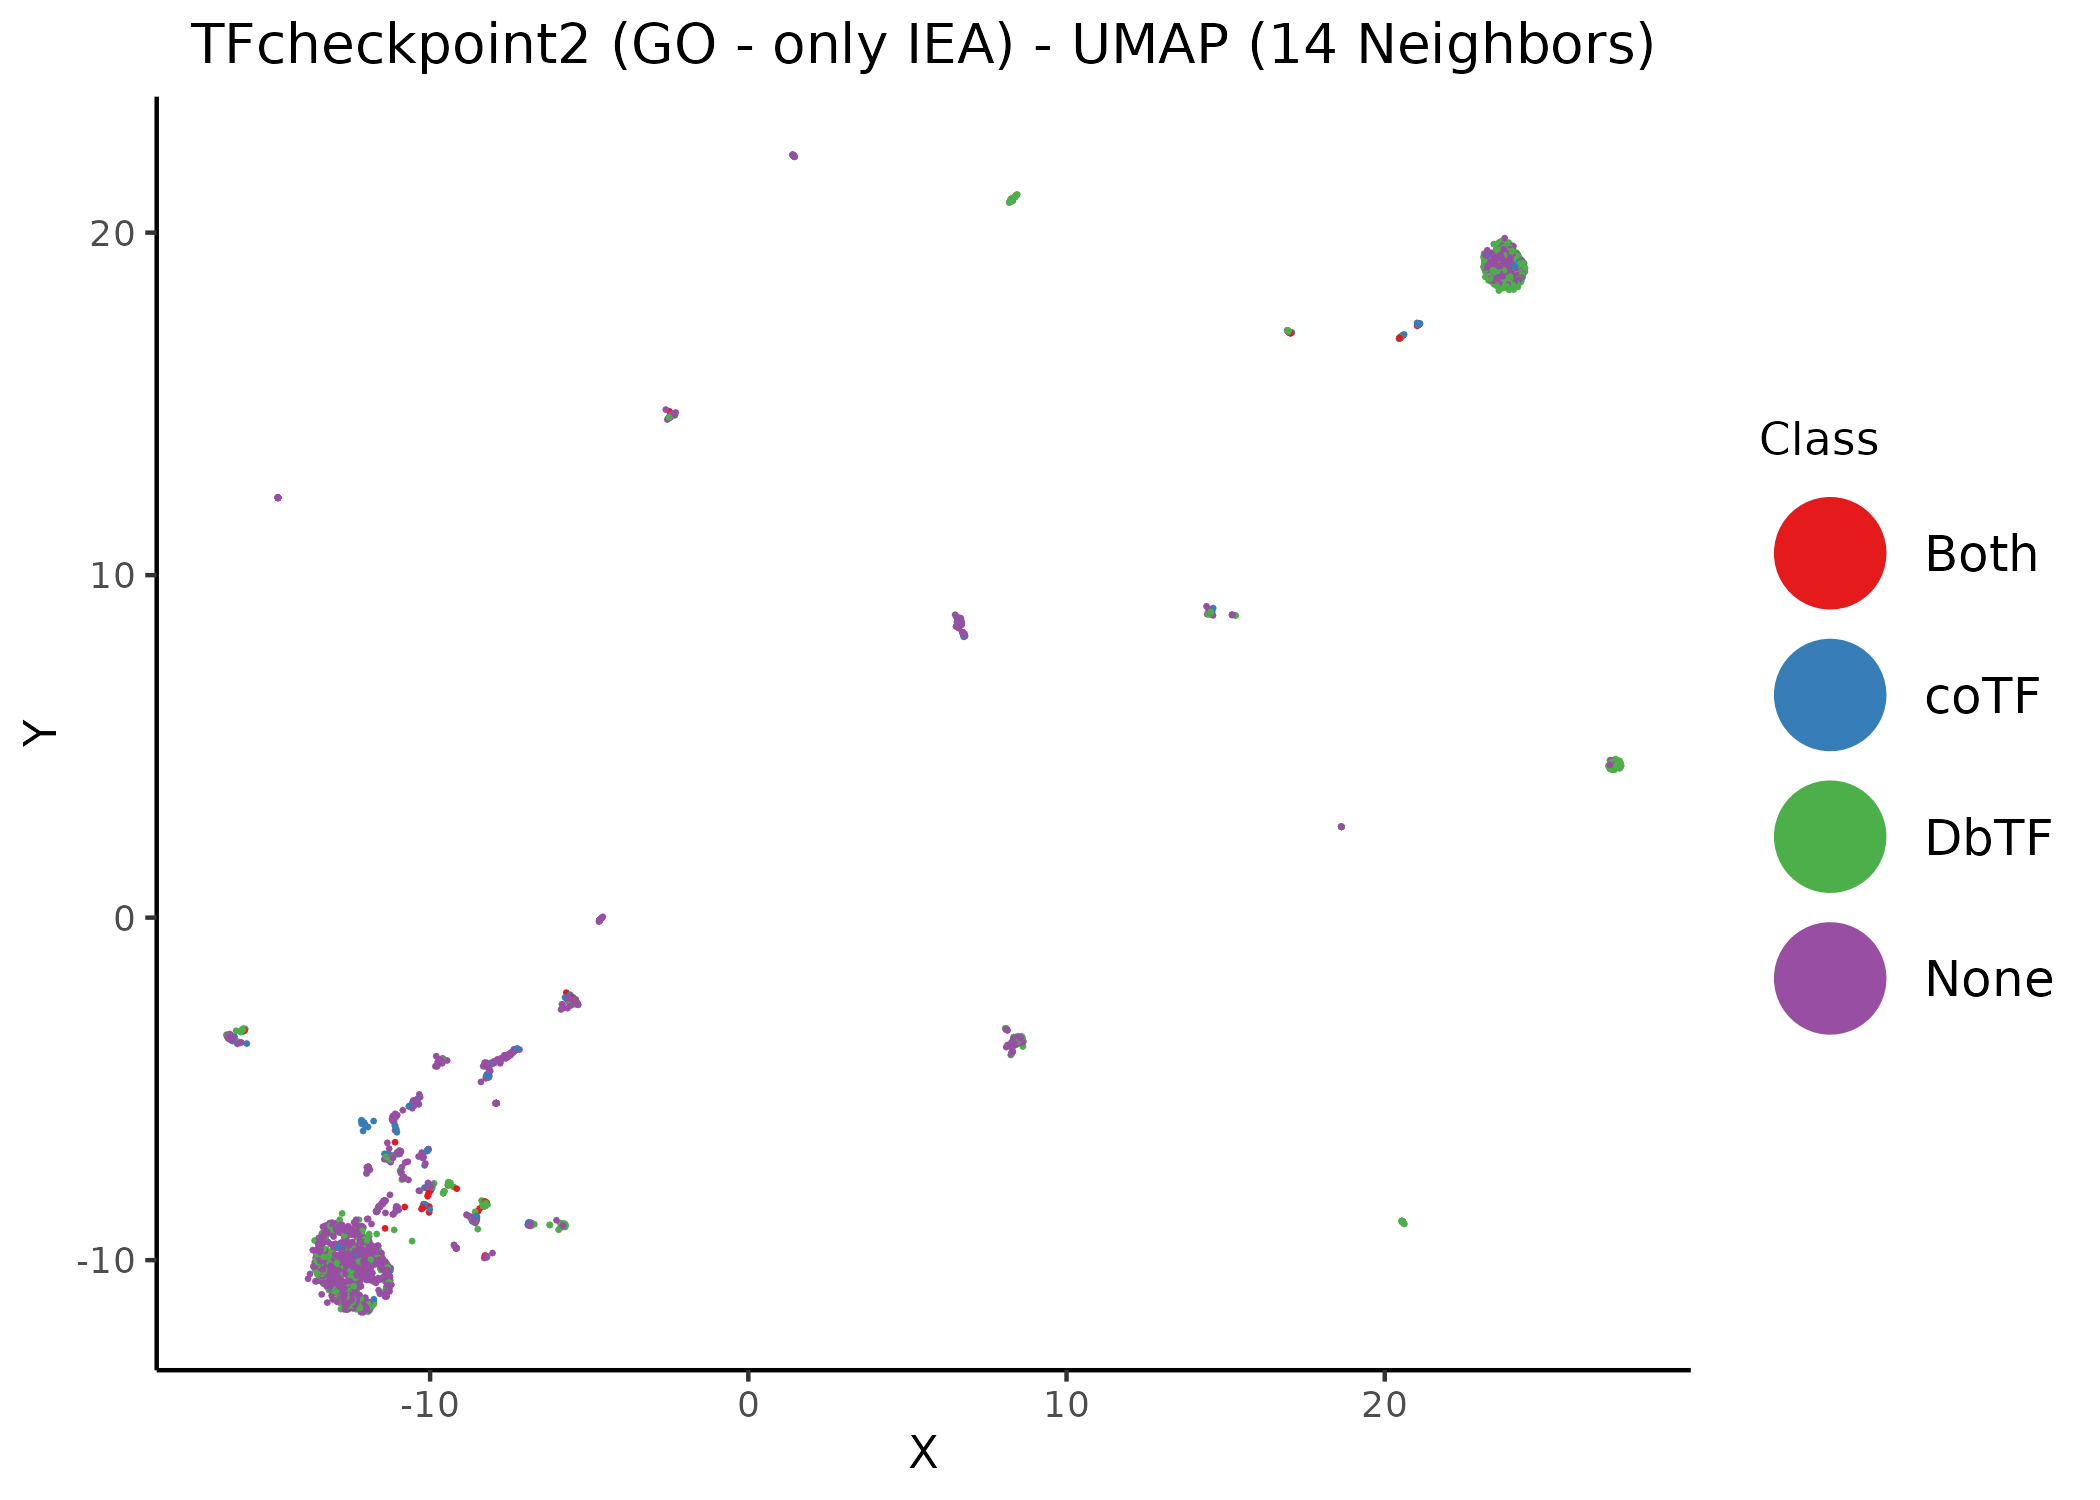 TFcheckpoint2 (GO - only IEA) - UMAP (14 Neighbors)
20
10
0
-10
Y
-10
0
10
20
X
Class
Both
coTF
DbTF
None